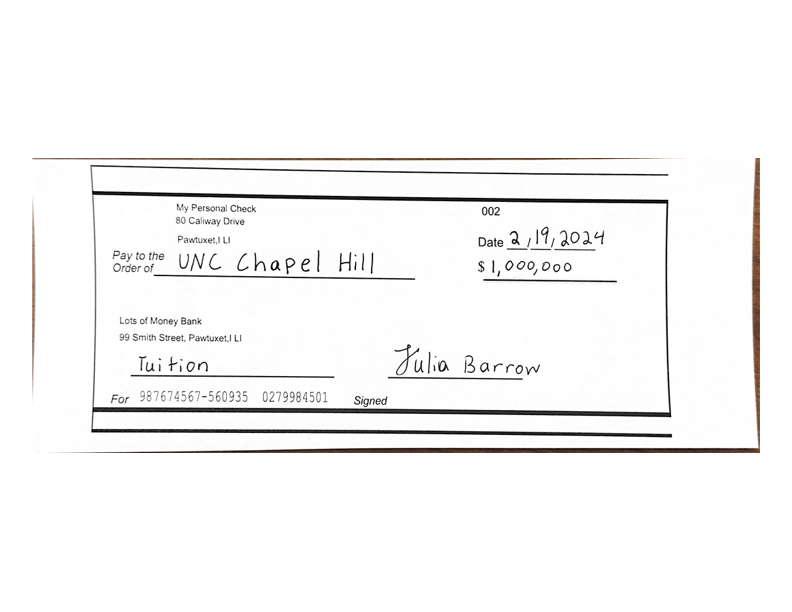 My Personal Check
80 Caliway Drive
Pawtuxet,I LI
002
Date 2/19/2024
Pay to the
Order of UNC Chapel Hill
$ 1,000,000
Lots of Money Bank
99 Smith Street, Pawtuxet,I LI
Tuition
Julia Barrow
For 987674567-560935 0279984501 Signed